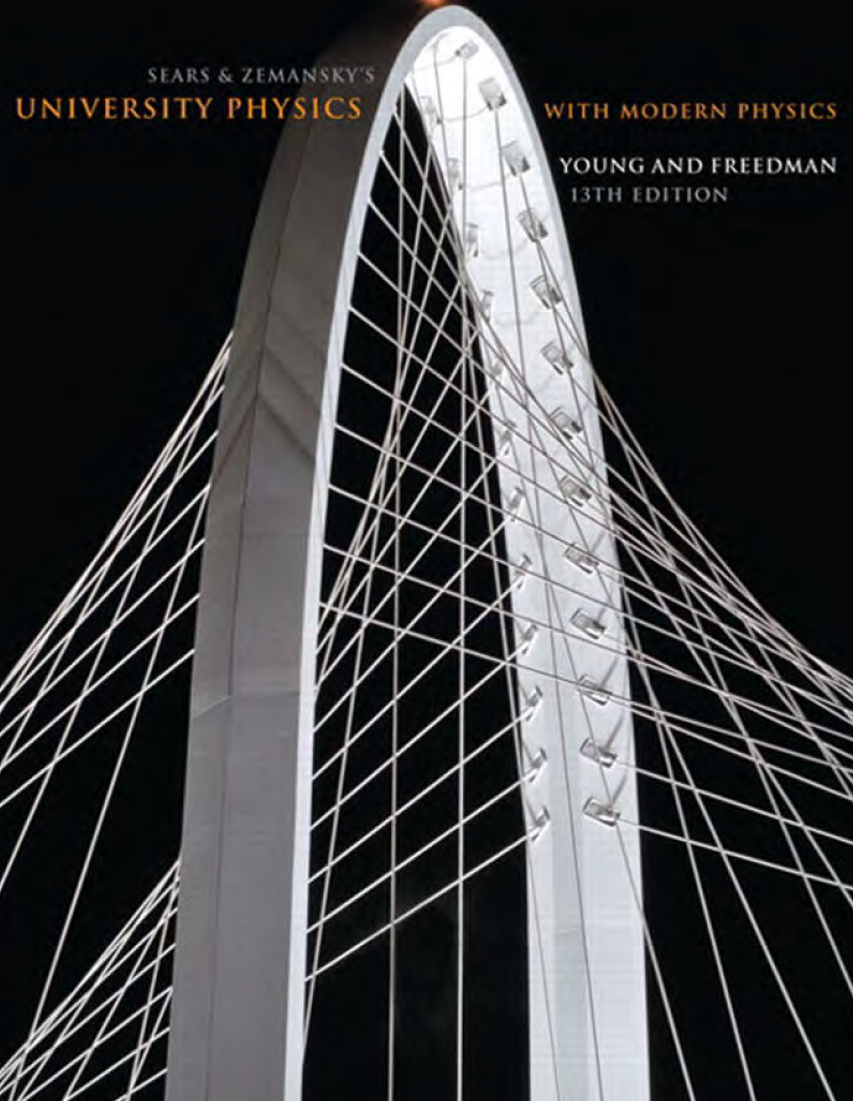 SEARS & ZEMANSKY'S
UNIVERSITY PHYSICS
WITH MODERN PHYSICS
YOUNG AND FREEDMAN
13TH EDITION